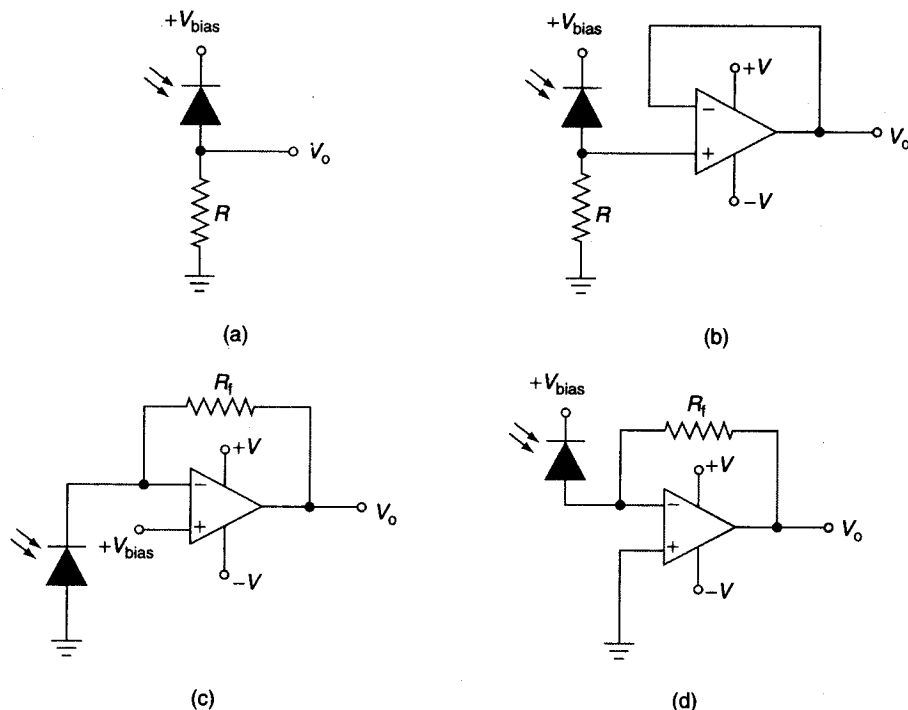 +V_bias
V_o
R
(a)
+V_bias
+V
−
+
V_o
−V
R
(b)
R_f
+V
−
+
V_o
+V_bias
−V
(c)
+V_bias
R_f
+V
−
+
V_o
−V
(d)